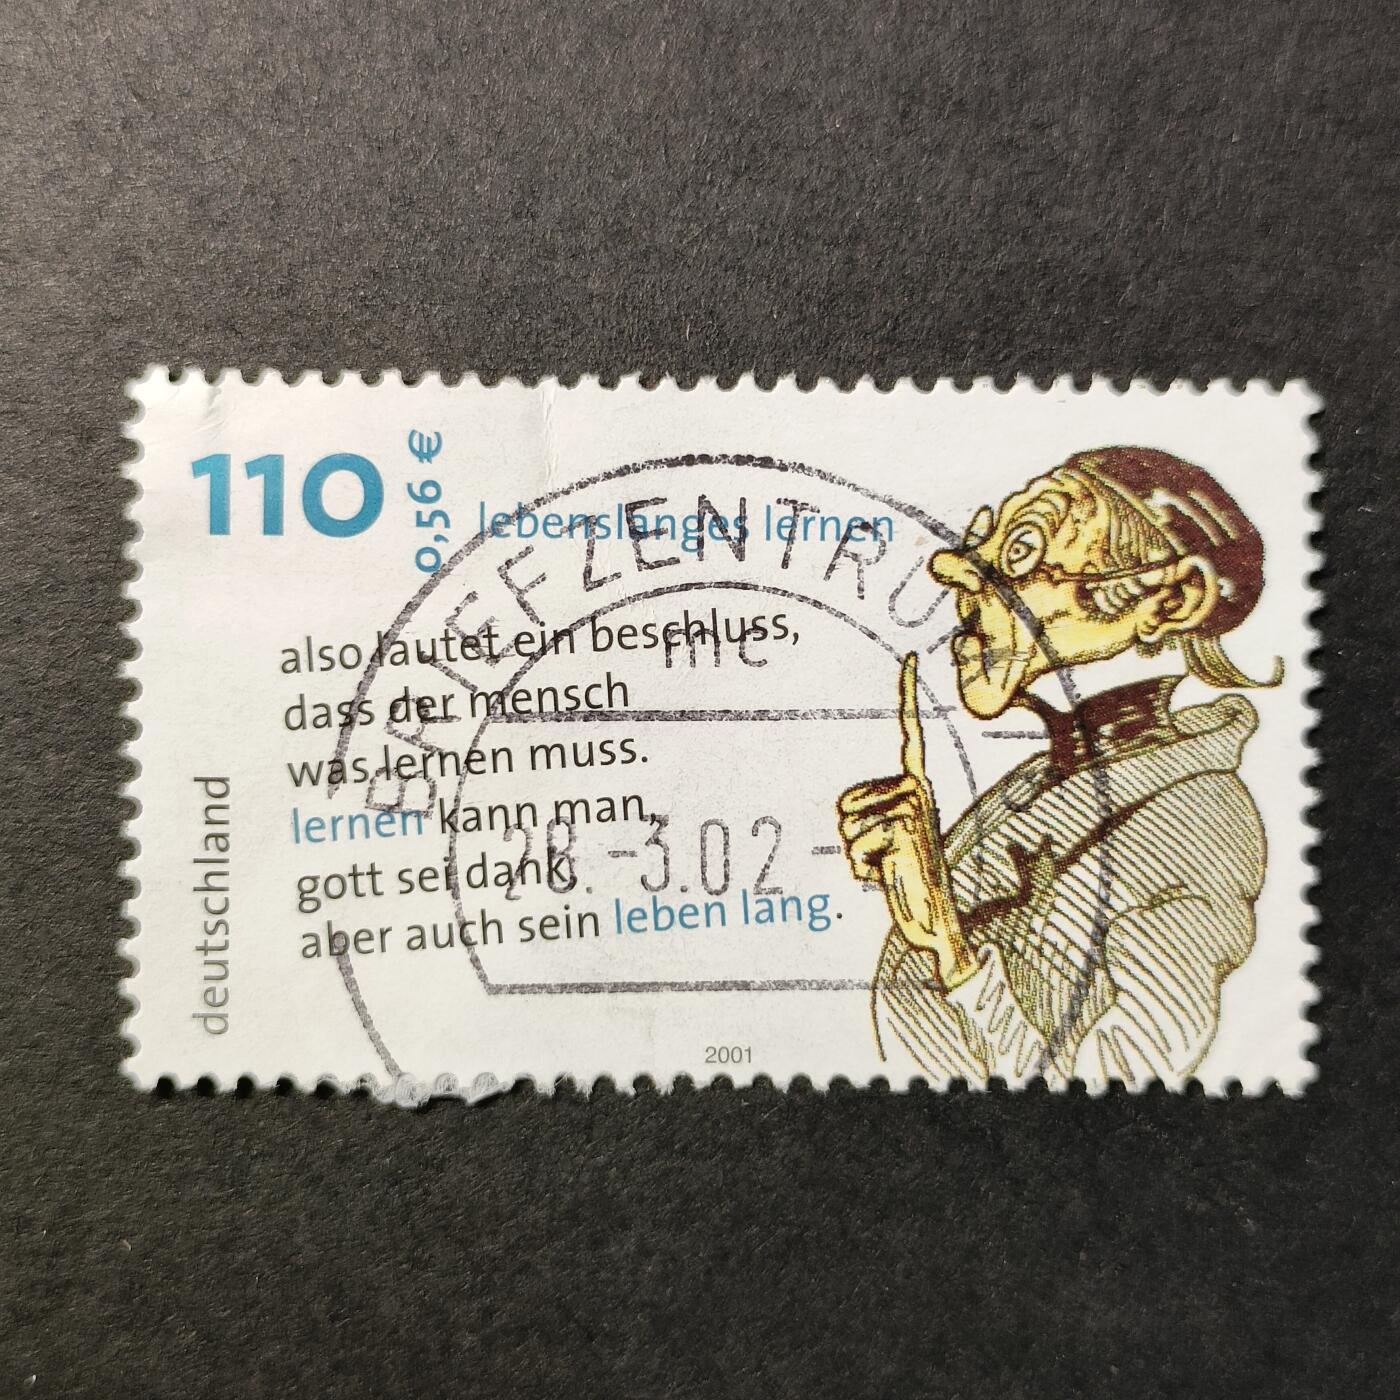 110
0,56 €
lebenslanges lernen
also lautet ein beschluss,
dass der mensch
was lernen muss.
lernen kann man,
gott sei dank,
aber auch sein leben lang.
deutschland
2001
BRIEFZENTRUM
mc
28.-3.02-